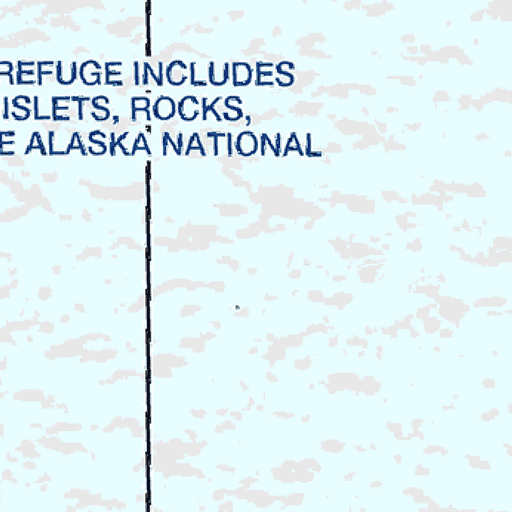 REFUGE INCLUDES
ISLETS, ROCKS,
E ALASKA NATIONAL